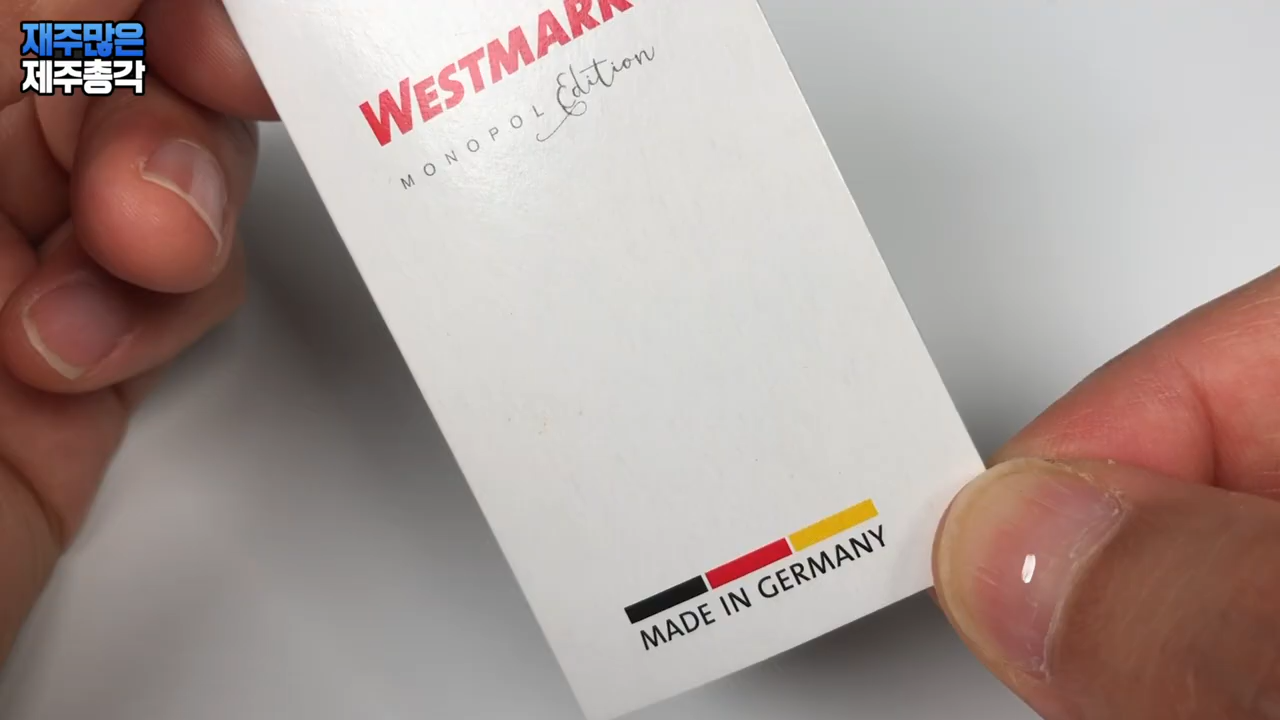 재주많은
제주총각
WESTMARK
MONOPOL Edition
MADE IN GERMANY